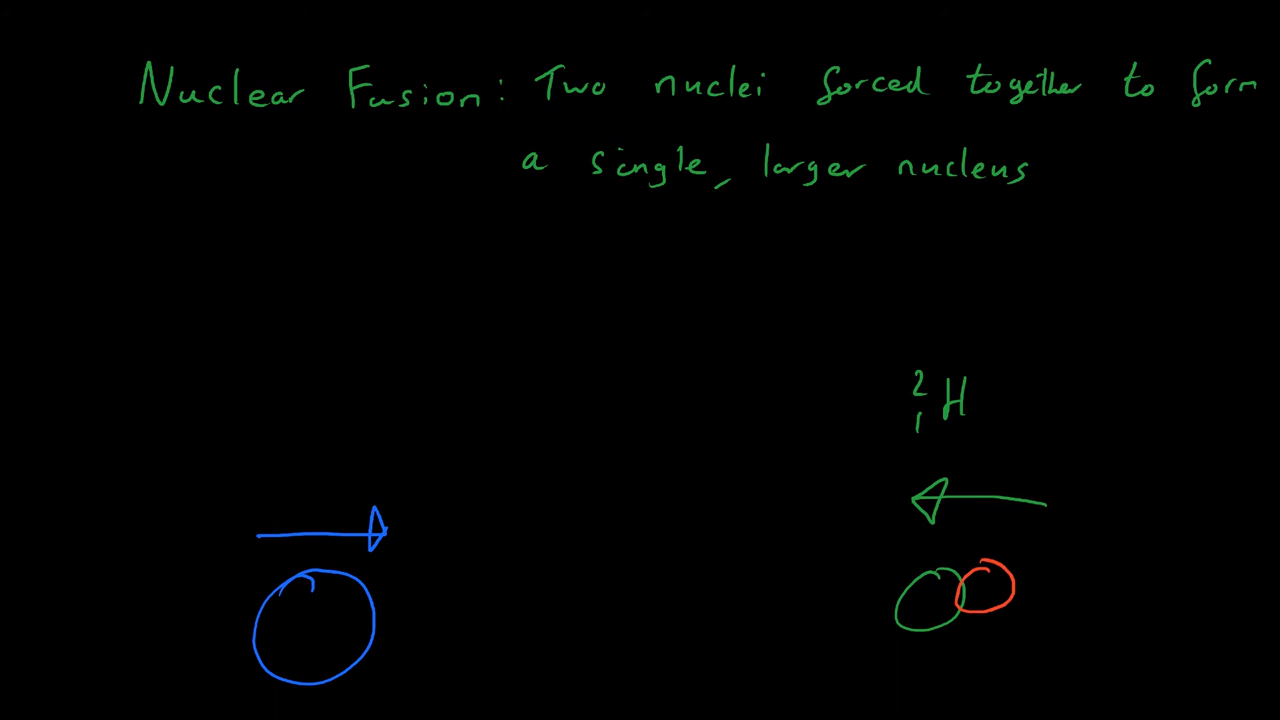 Nuclear Fusion: Two nuclei forced together to form
a single, larger nucleus
²₁H